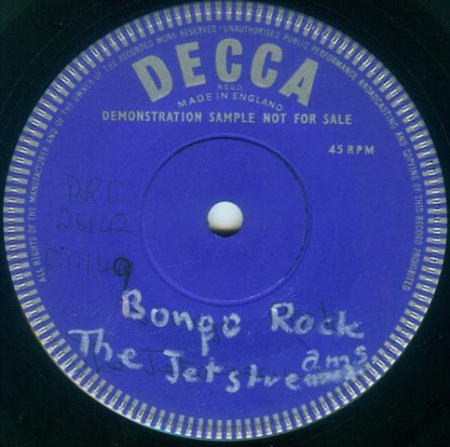 ALL RIGHTS OF THE MANUFACTURER AND OF THE OWNER OF THE RECORDED WORK RESERVED · UNAUTHORISED PUBLIC PERFORMANCE BROADCASTING AND COPYING OF THIS RECORD PROHIBITED
DECCA
REGD.
MADE IN ENGLAND
DEMONSTRATION SAMPLE NOT FOR SALE
45 RPM
DRF
26142
F11149
Bongo Rock
The Jetstreams